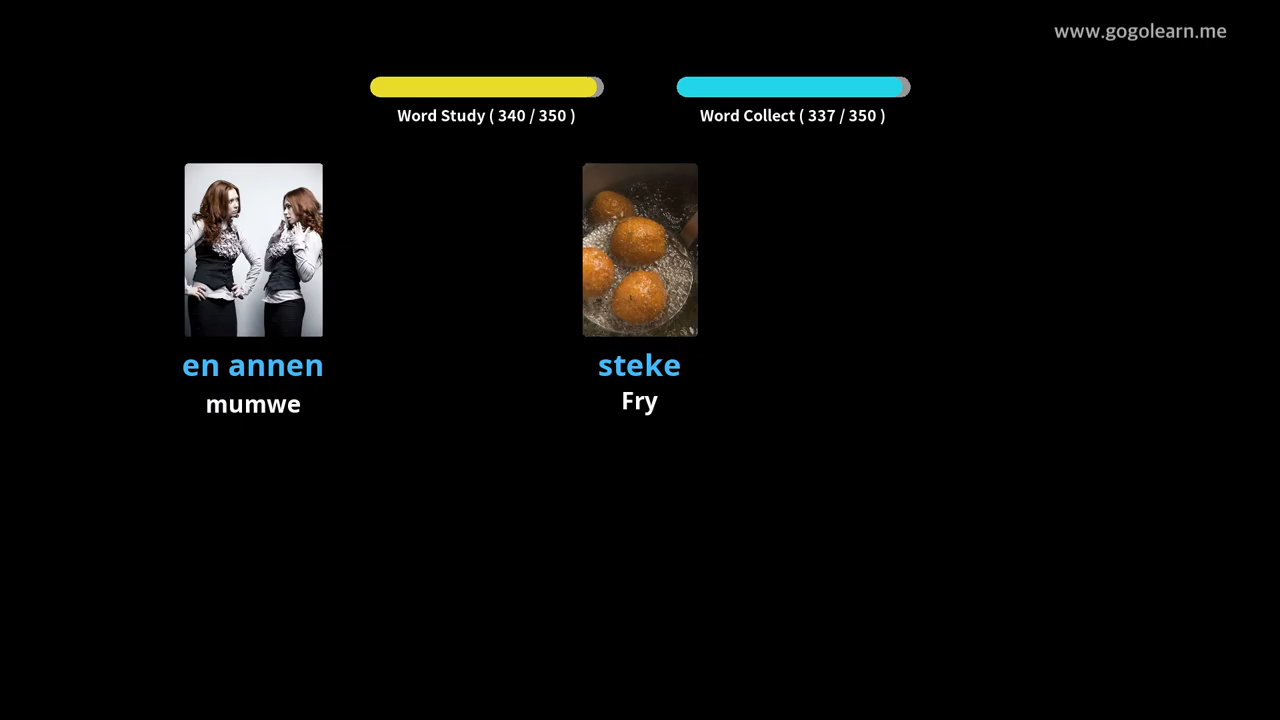 www.gogolearn.me
Word Study ( 340 / 350 )
Word Collect ( 337 / 350 )
en annen
mumwe
steke
Fry